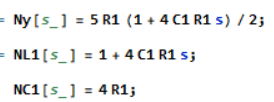 = Ny[s_] = 5 R1 (1 + 4 C1 R1 s) / 2;
= NL1[s_] = 1 + 4 C1 R1 s;
NC1[s_] = 4 R1;